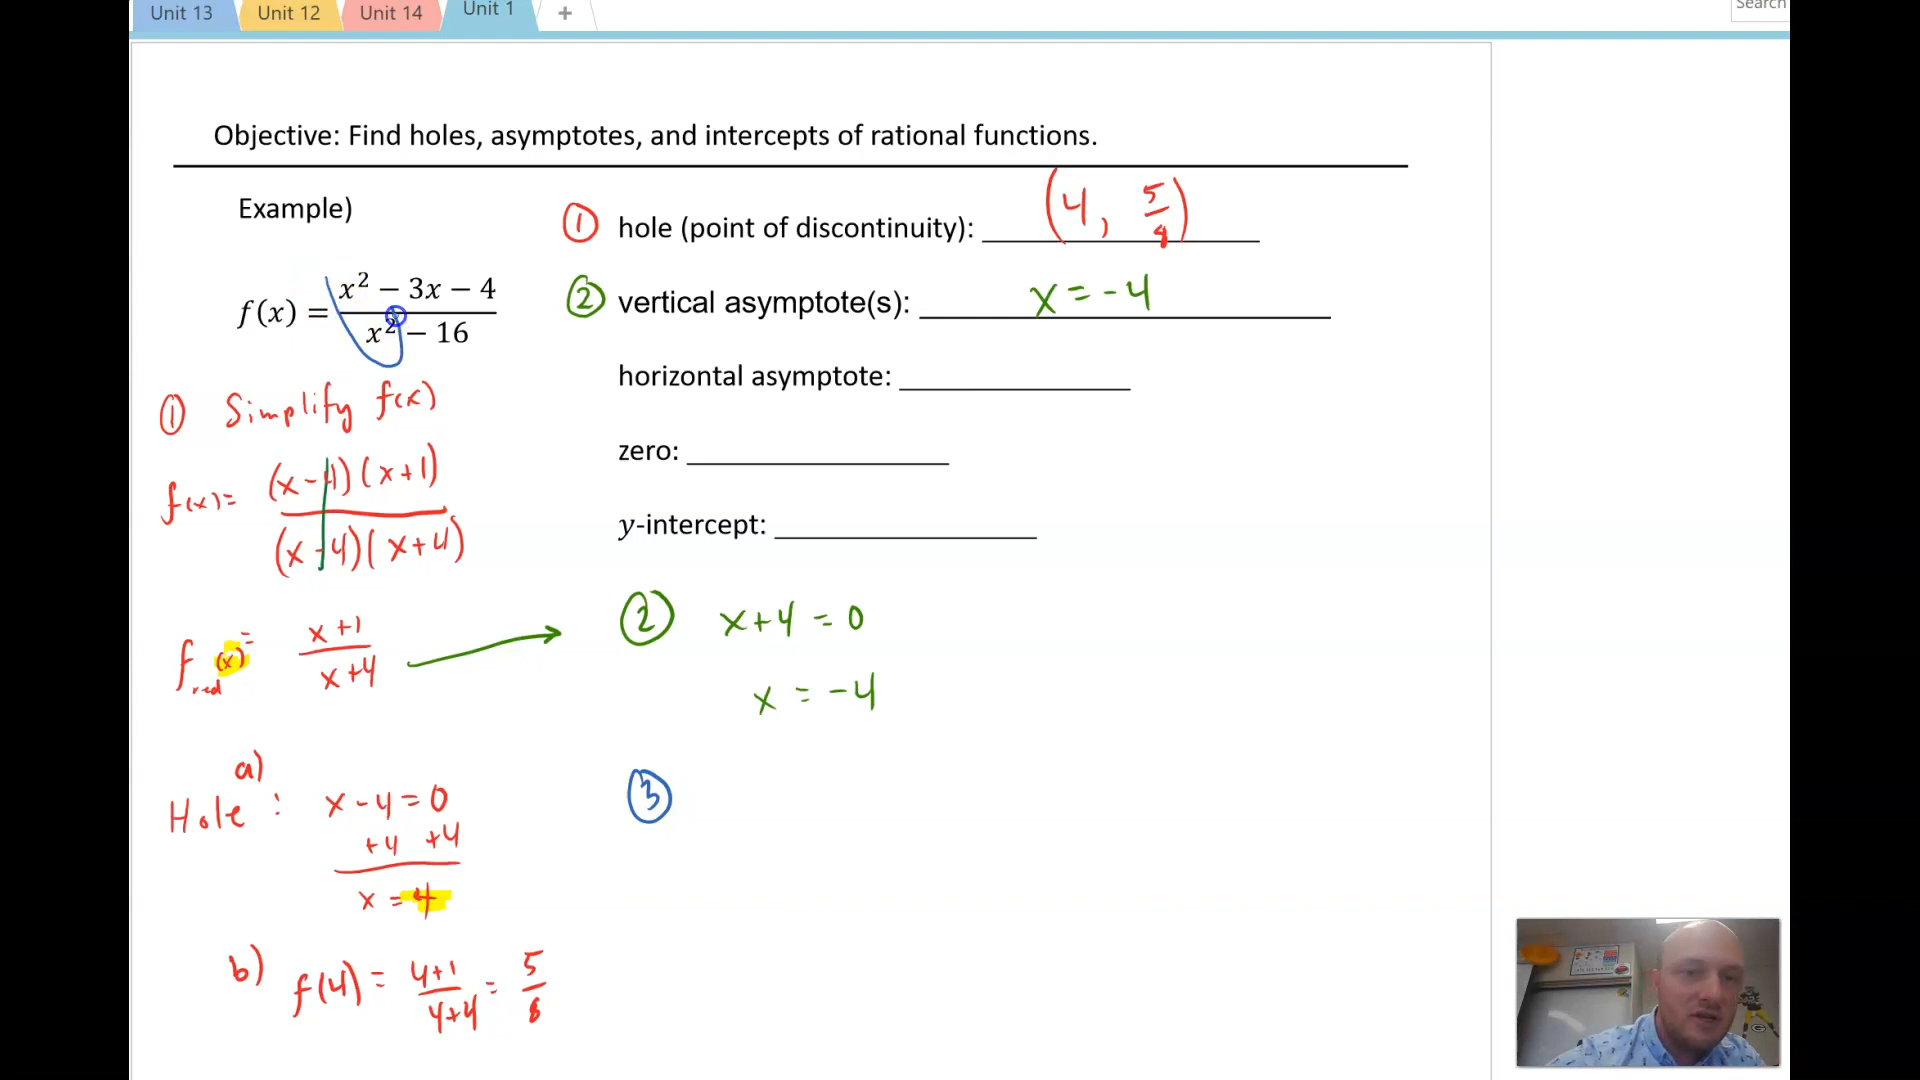 Unit 13 Unit 12 Unit 14 Unit 1 +
Search
Objective: Find holes, asymptotes, and intercepts of rational functions.
Example)
f(x) = (x² − 3x − 4)/(x² − 16)
① hole (point of discontinuity): (4, 5/8)
② vertical asymptote(s): x = -4
horizontal asymptote:
zero:
y-intercept:
① Simplify f(x)
f(x) = (x-4)(x+1)/(x-4)(x+4)
f red (x) = x+1/x+4
a)
Hole : x - 4 = 0
+4 +4
x = 4
b) f(4) = 4+1/4+4 = 5/8
② x+4 = 0
x = -4
③